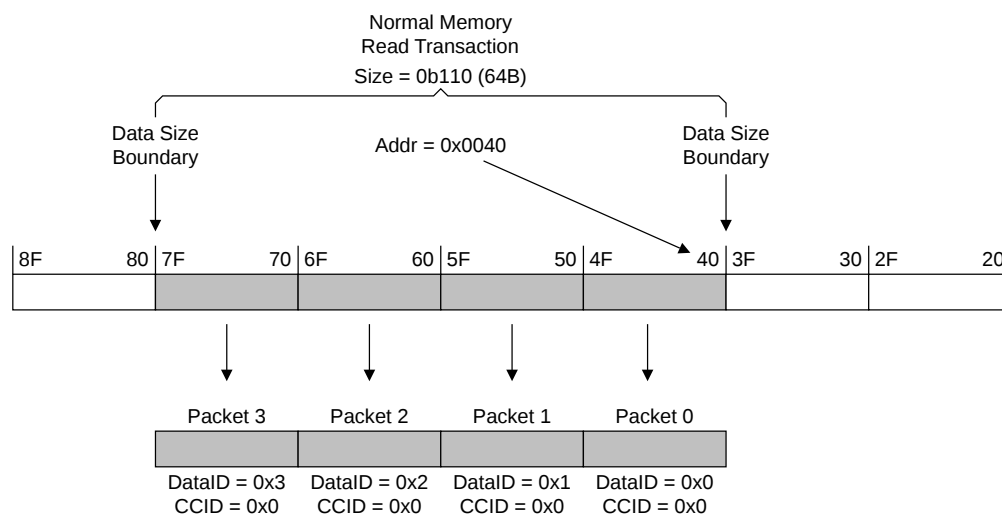 Normal Memory
Read Transaction
Size = 0b110 (64B)
Data Size
Boundary
Addr = 0x0040
Data Size
Boundary
8F 80 7F 70 6F 60 5F 50 4F 40 3F 30 2F 20
Packet 3 Packet 2 Packet 1 Packet 0
DataID = 0x3 DataID = 0x2 DataID = 0x1 DataID = 0x0
CCID = 0x0 CCID = 0x0 CCID = 0x0 CCID = 0x0